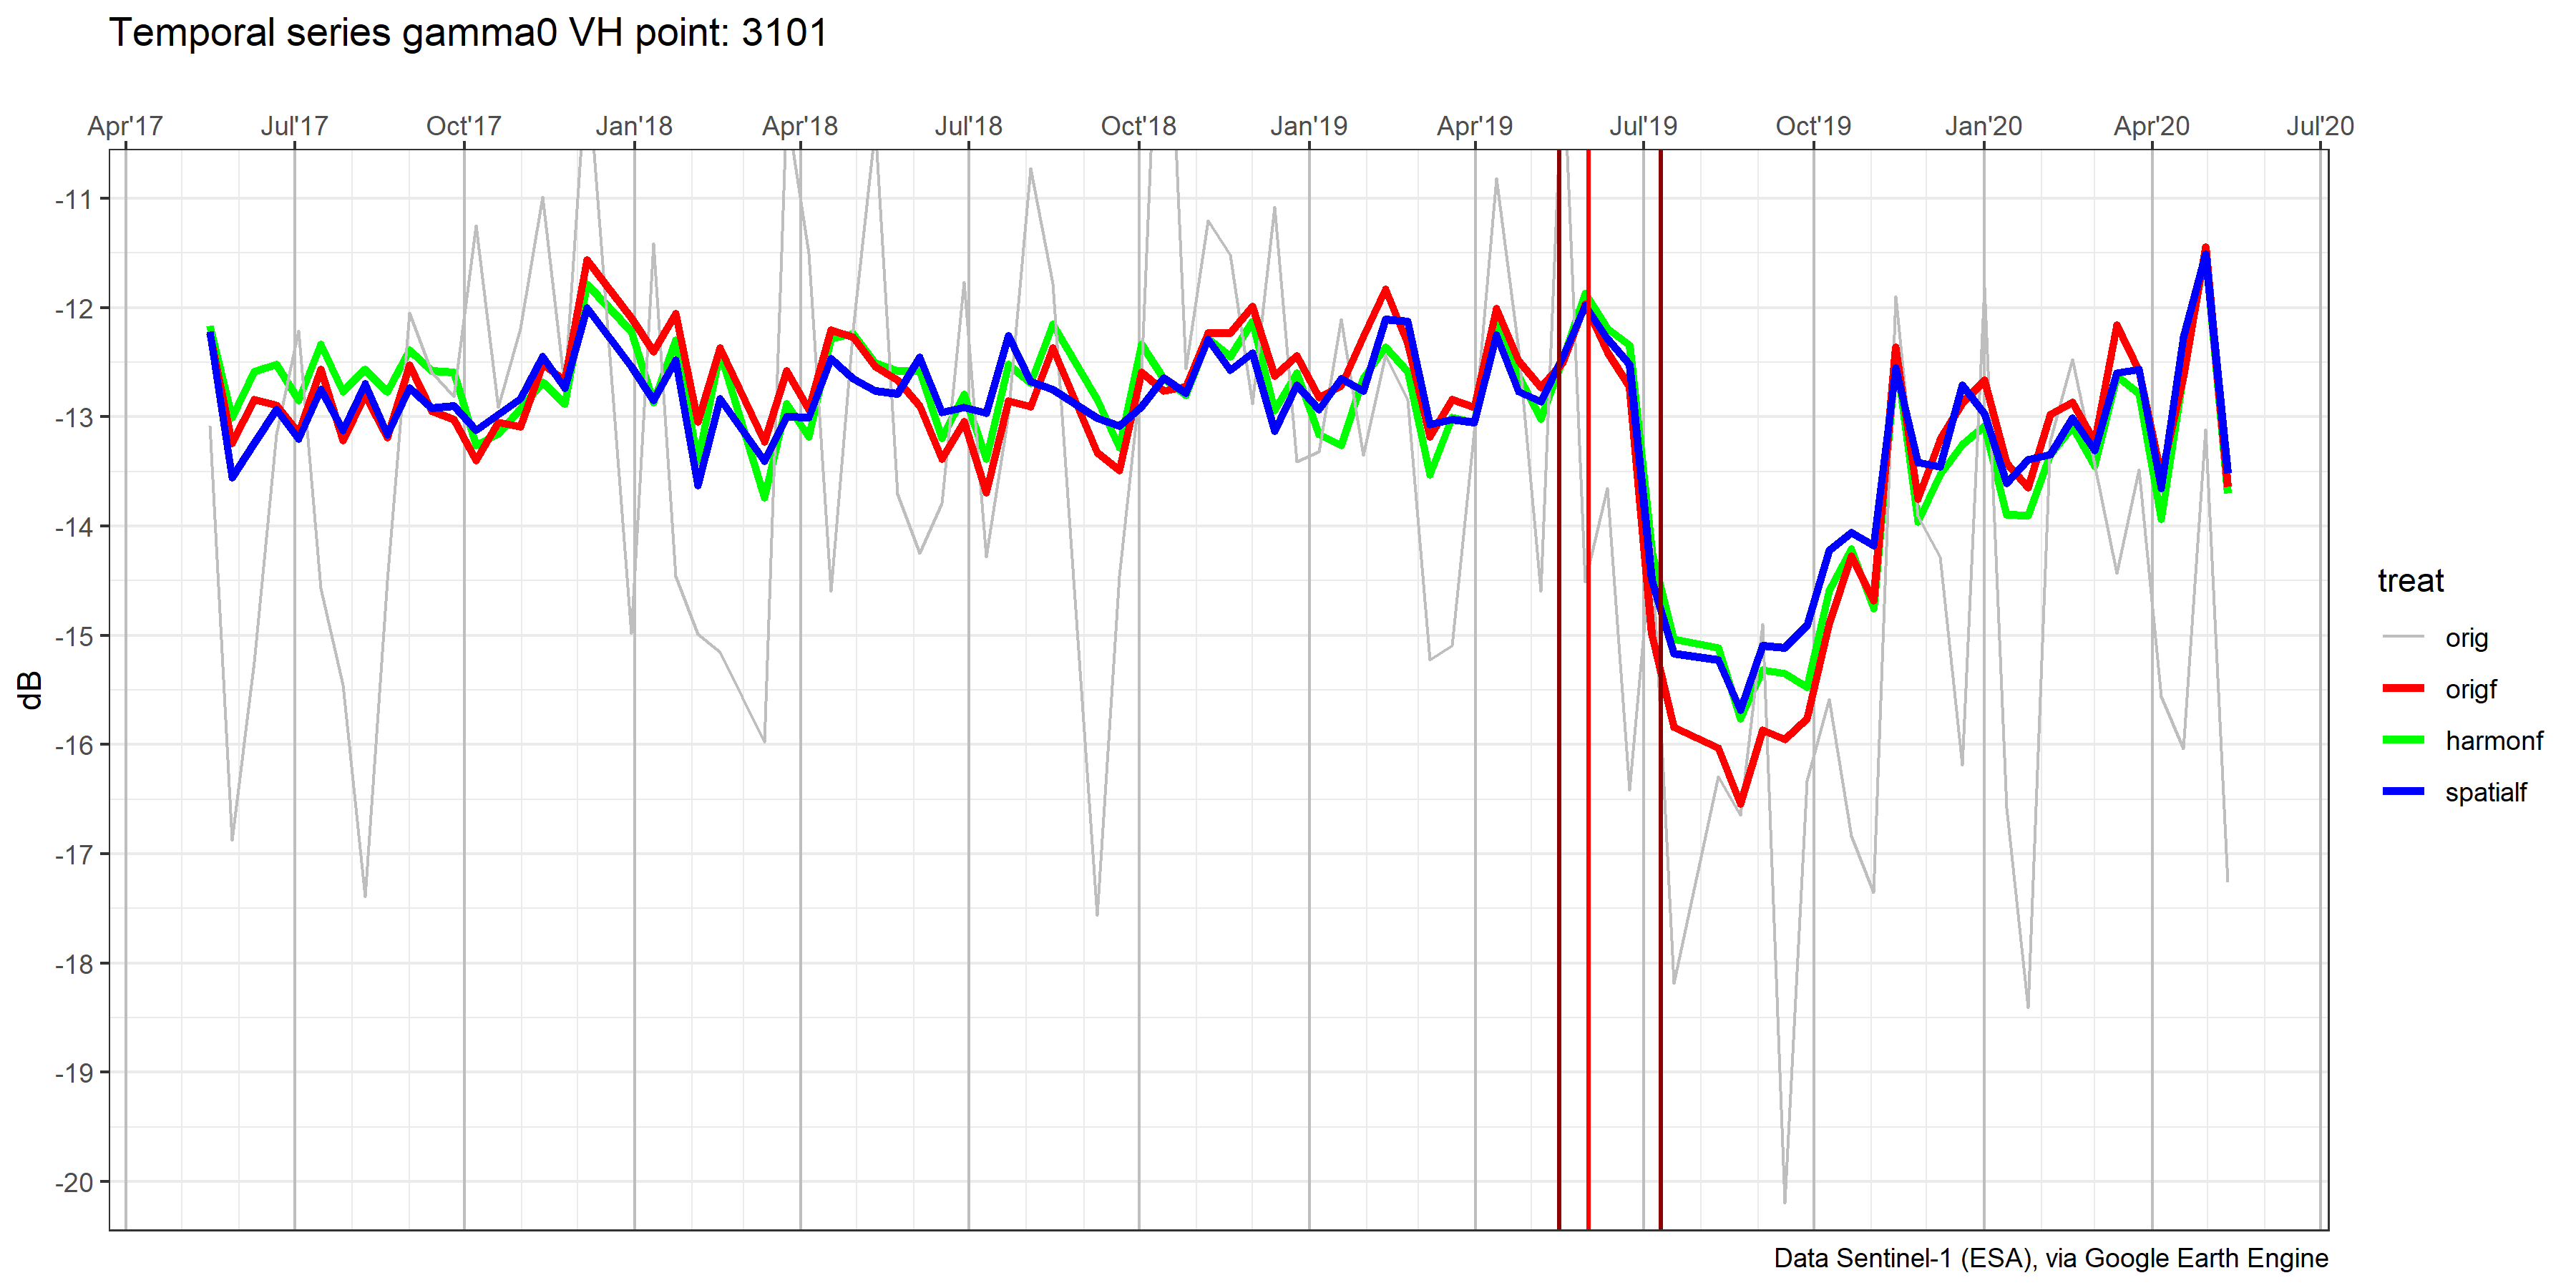 Temporal series gamma0 VH point: 3101
Apr'17 Jul'17 Oct'17 Jan'18 Apr'18 Jul'18 Oct'18 Jan'19 Apr'19 Jul'19 Oct'19 Jan'20 Apr'20 Jul'20
-11
-12
-13
-14
-15
-16
-17
-18
-19
-20
dB
treat
orig
origf
harmonf
spatialf
Data Sentinel-1 (ESA), via Google Earth Engine